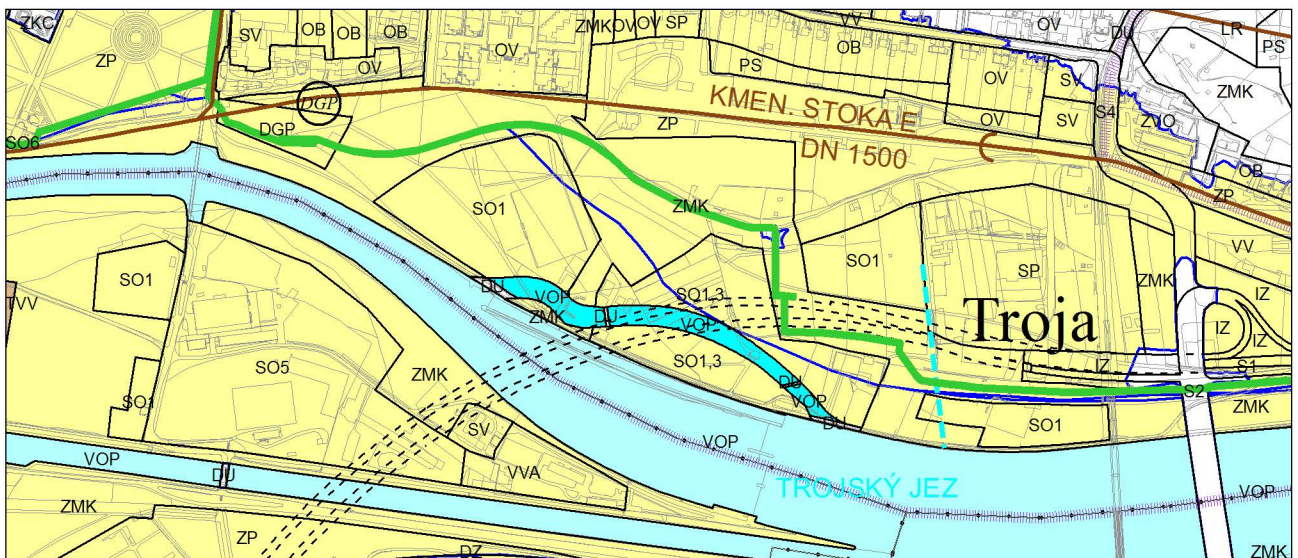 ZKC
ZP
SV
OB
OB
OB
OV
OV
ZMK
OV
OV
SP
VV
OB
PS
OV
SV
OV
SV
OV
DU
LR
PS
ZMK
S4
ZVO
OB
ZP
DGP
DGP
ZP
KMEN. STOKA E
DN 1500
SO6
SO1
ZMK
SO1
SP
ZMK
VV
IZ
IZ
IZ
Troja
SO1
TVV
DU
VOP
ZMK
DU
SO1,3
VOP
SO1,3
IZ
S1
S2
ZMK
SO5
SO1
ZMK
DU
VOP
DU
SO1
SV
VVA
VOP
VOP
DU
TROJSKÝ JEZ
VOP
ZMK
ZP
DZ
ZMK